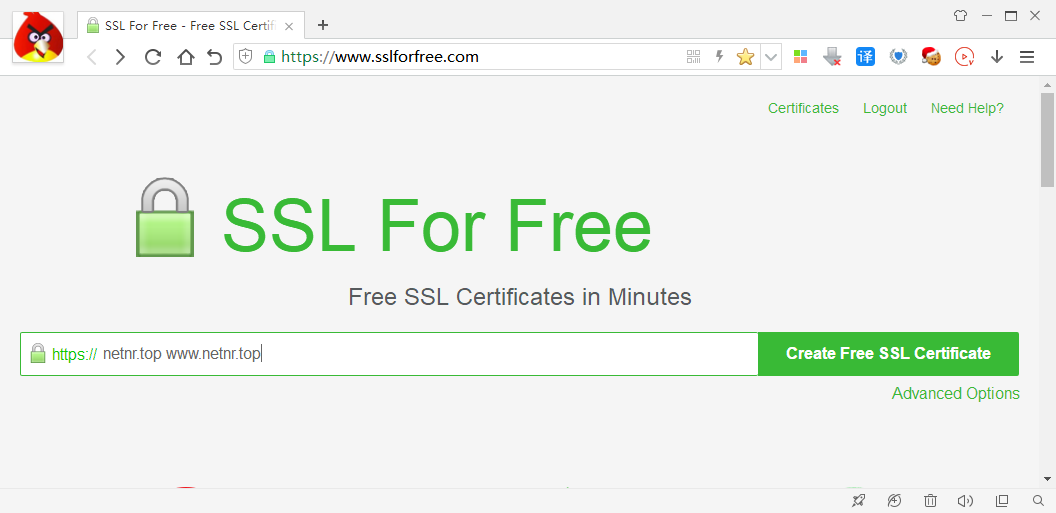 SSL For Free - Free SSL Certifi
https://www.sslforfree.com
译
Certificates Logout Need Help?
SSL For Free
Free SSL Certificates in Minutes
https:// netnr.top www.netnr.top
Create Free SSL Certificate
Advanced Options